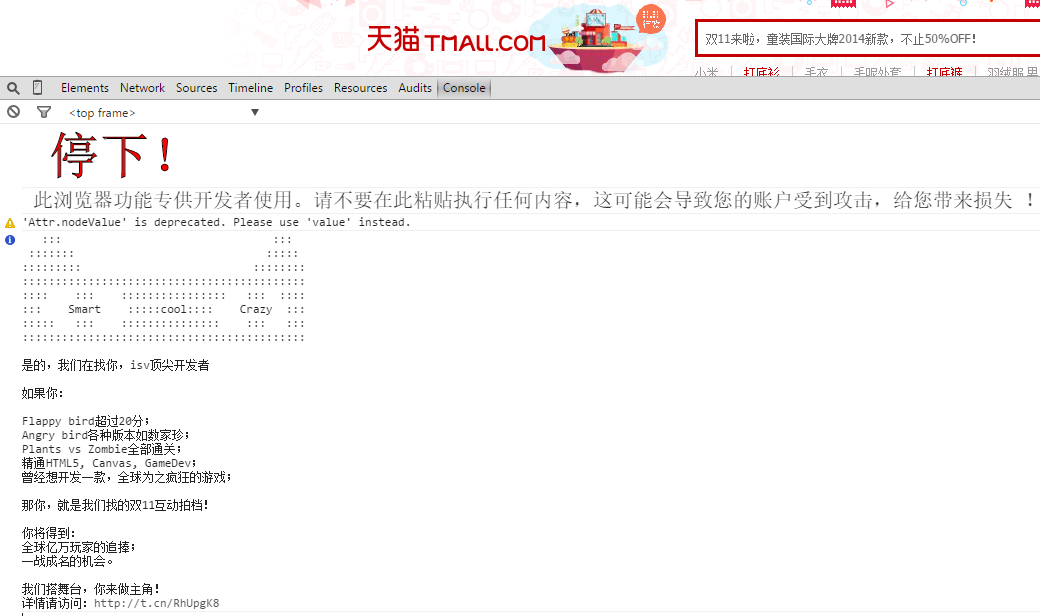 天猫 TMALL.COM
双11来啦，童装国际大牌2014新款，不止50%OFF！
小米 打底衫 毛衣 毛呢外套 打底裤 羽绒服 男
Elements Network Sources Timeline Profiles Resources Audits Console
<top frame>
停下！
此浏览器功能专供开发者使用。请不要在此粘贴执行任何内容，这可能会导致您的账户受到攻击，给您带来损失 ！
'Attr.nodeValue' is deprecated. Please use 'value' instead.
Smart cool Crazy
是的，我们在找你，isv顶尖开发者
如果你：
Flappy bird超过20分；
Angry bird各种版本如数家珍；
Plants vs Zombie全部通关；
精通HTML5, Canvas, GameDev；
曾经想开发一款，全球为之疯狂的游戏；
那你，就是我们找的双11互动拍档！
你将得到：
全球亿万玩家的追捧；
一战成名的机会。
我们搭舞台，你来做主角！
详情请访问：http://t.cn/RhUpgK8